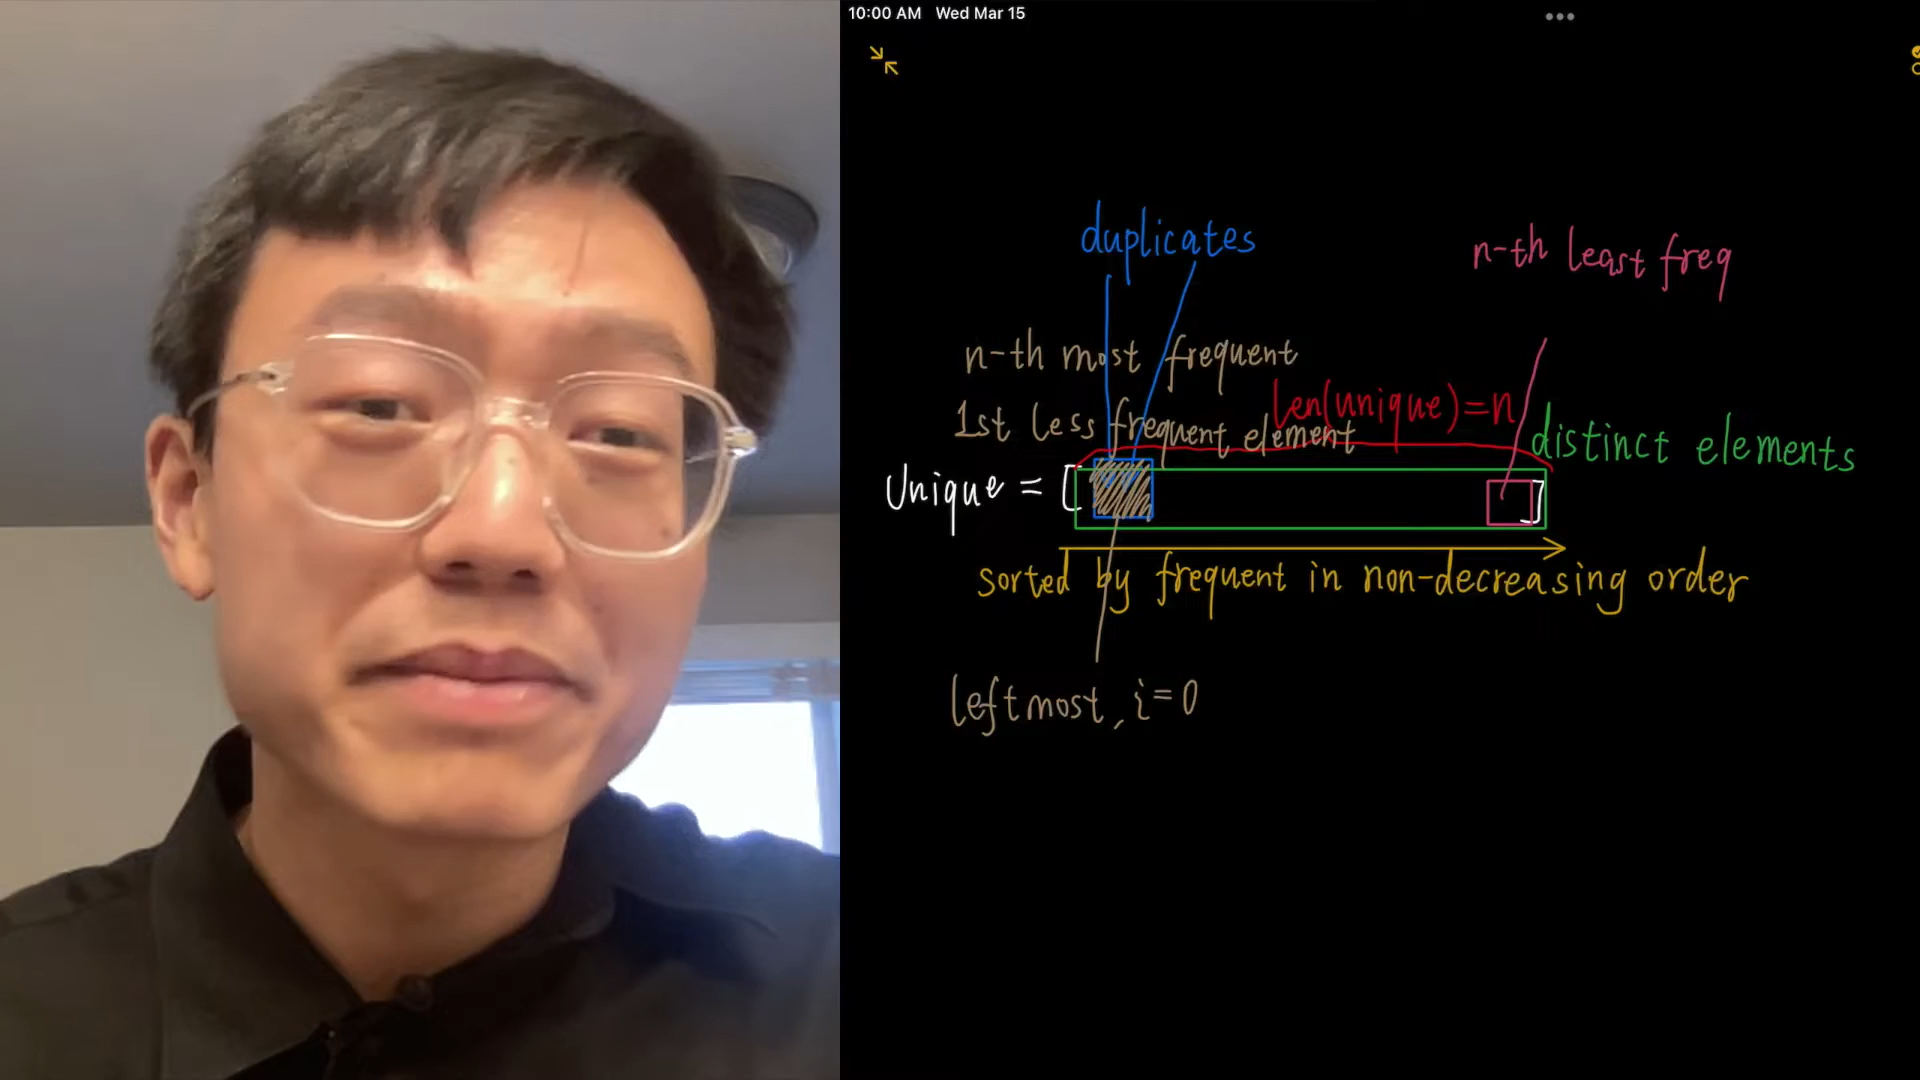 10:00 AM Wed Mar 15
duplicates
n-th least freq
n-th most frequent
len(unique)=n
1st less frequent element
distinct elements
Unique = [ ]
sorted by frequent in non-decreasing order
leftmost, i=0